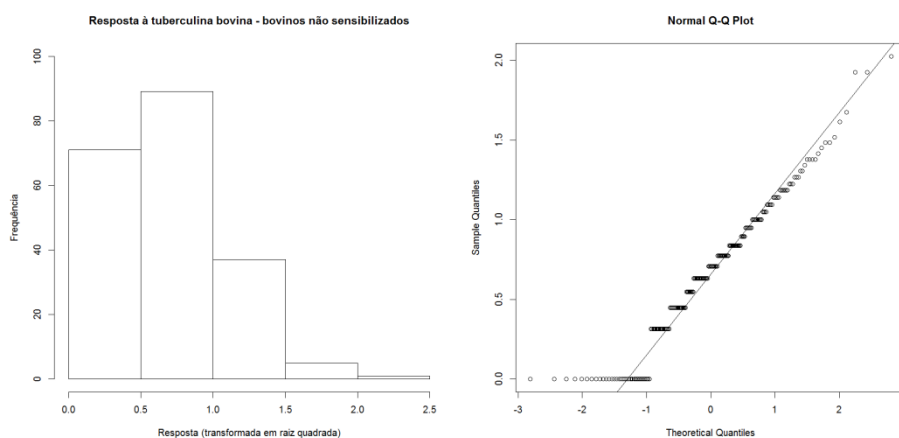 Resposta à tuberculina bovina - bovinos não sensibilizados
Frequência
100
80
60
40
20
0
0.0 0.5 1.0 1.5 2.0 2.5
Resposta (transformada em raiz quadrada)
Normal Q-Q Plot
Sample Quantiles
2.0
1.5
1.0
0.5
0.0
-3 -2 -1 0 1 2
Theoretical Quantiles